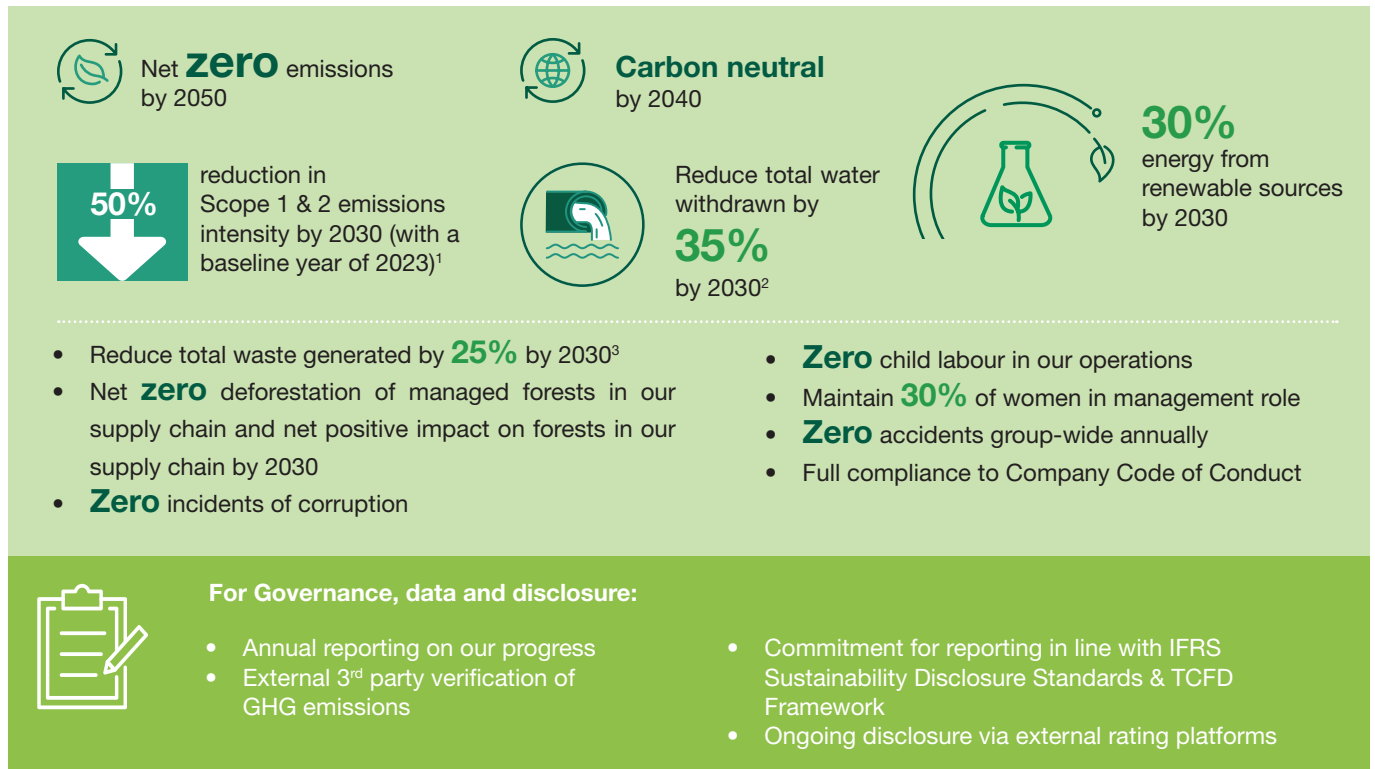 Net zero emissions
by 2050
Carbon neutral
by 2040
30%
energy from
renewable sources
by 2030
50%
reduction in
Scope 1 & 2 emissions
intensity by 2030 (with a
baseline year of 2023)¹
Reduce total water
withdrawn by
35%
by 2030²
• Reduce total waste generated by 25% by 2030³
• Net zero deforestation of managed forests in our
supply chain and net positive impact on forests in our
supply chain by 2030
• Zero incidents of corruption
• Zero child labour in our operations
• Maintain 30% of women in management role
• Zero accidents group-wide annually
• Full compliance to Company Code of Conduct
For Governance, data and disclosure:
• Annual reporting on our progress
• External 3rd party verification of
GHG emissions
• Commitment for reporting in line with IFRS
Sustainability Disclosure Standards & TCFD
Framework
• Ongoing disclosure via external rating platforms